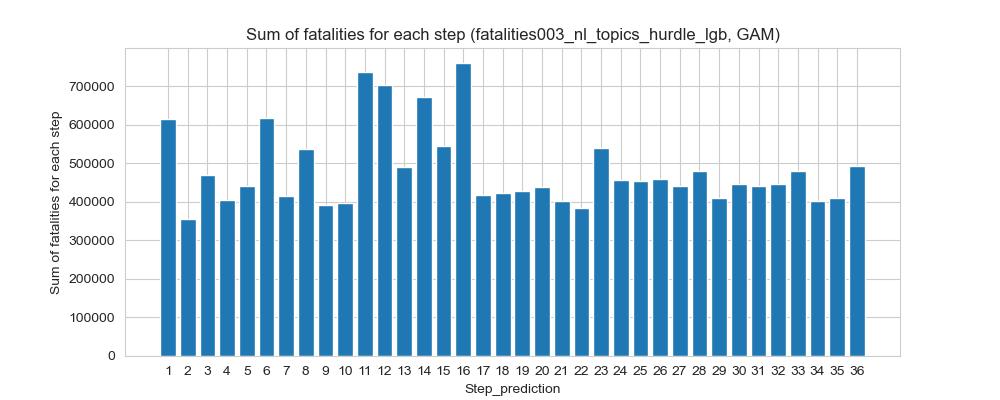 Sum of fatalities for each step (fatalities003_nl_topics_hurdle_lgb, GAM)
Sum of fatalities for each step
700000
600000
500000
400000
300000
200000
100000
0
1 2 3 4 5 6 7 8 9 10 11 12 13 14 15 16 17 18 19 20 21 22 23 24 25 26 27 28 29 30 31 32 33 34 35 36
Step_prediction